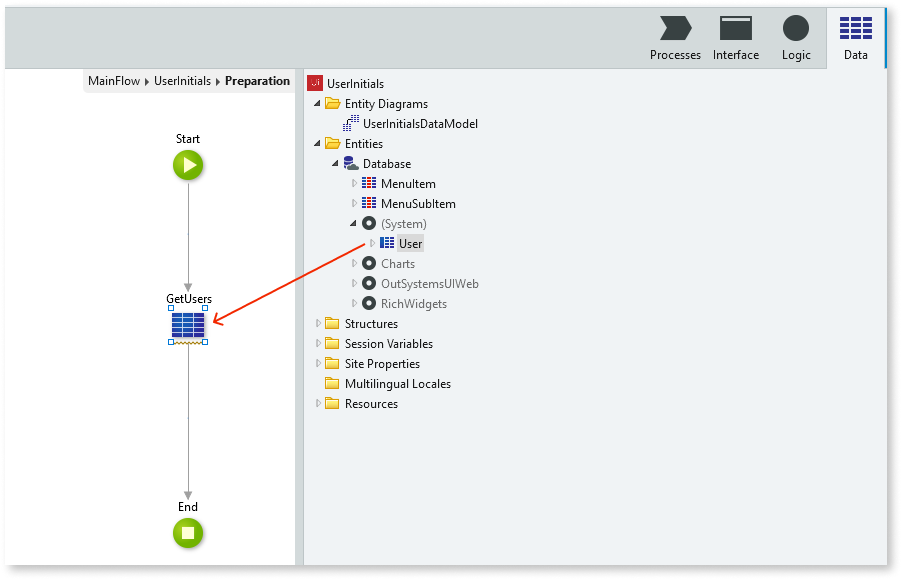 Processes Interface Logic Data
MainFlow UserInitials Preparation
Start
GetUsers
End
Ui UserInitials
Entity Diagrams
UserInitialsDataModel
Entities
Database
MenuItem
MenuSubItem
(System)
User
Charts
OutSystemsUIWeb
RichWidgets
Structures
Session Variables
Site Properties
Multilingual Locales
Resources